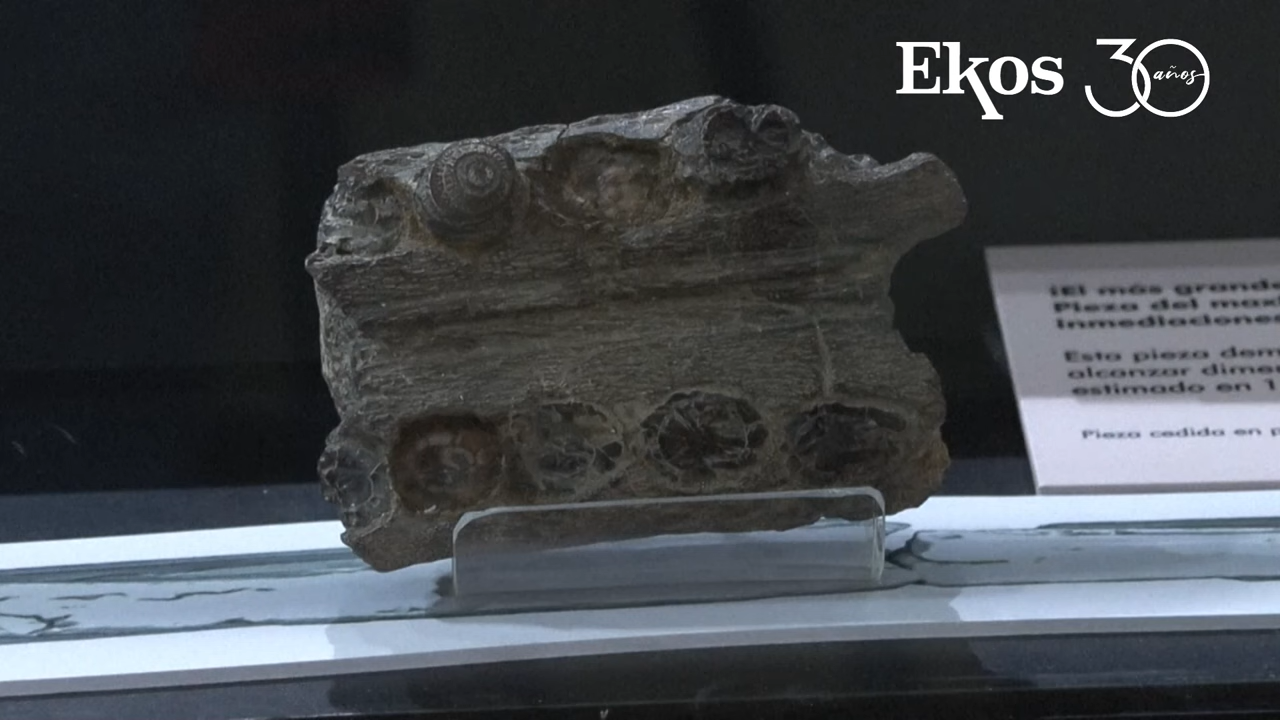 Ekos 30 años
¡El más grande
Pieza del max
Inmediacione
Esta pieza dem
alcanzar dime
estimado en 1
Pieza cedida en p